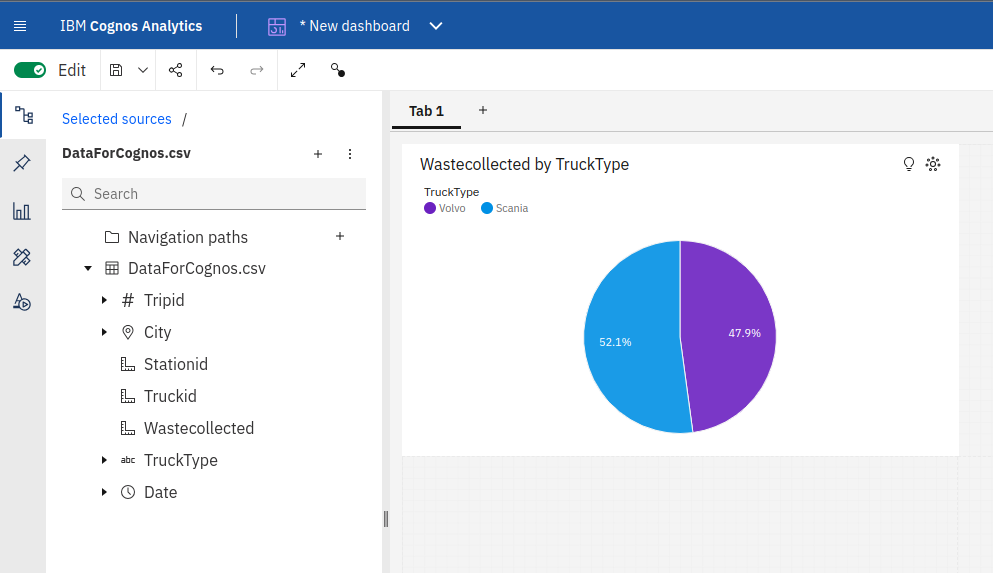 IBM Cognos Analytics
* New dashboard
Edit
Selected sources /
DataForCognos.csv
Search
Navigation paths
DataForCognos.csv
# Tripid
City
Stationid
Truckid
Wastecollected
abc TruckType
Date
Tab 1 +
Wastecollected by TruckType
TruckType
Volvo Scania
52.1% 47.9%